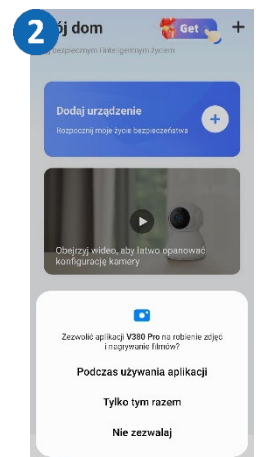 2
ój dom
Get
+
bezpiecznym i inteligentnym życiem
Dodaj urządzenie
Rozpocznij moje życie bezpieczeństwa
+
Obejrzyj wideo, aby łatwo opanować
konfigurację kamery
Zezwolić aplikacji V380 Pro na robienie zdjęć
i nagrywanie filmów?
Podczas używania aplikacji
Tylko tym razem
Nie zezwalaj